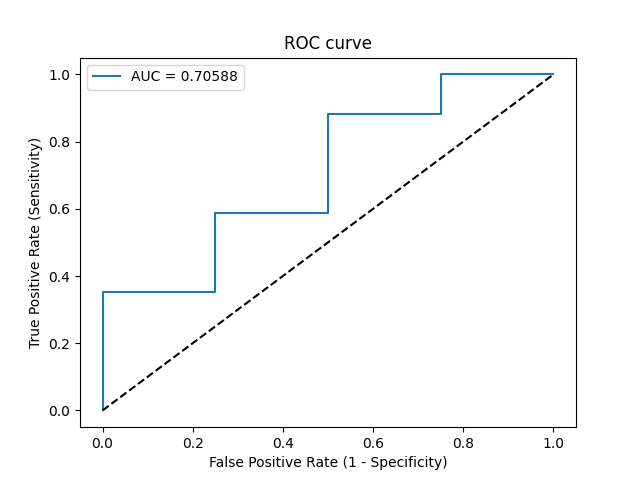 ROC curve
AUC = 0.70588
True Positive Rate (Sensitivity)
1.0
0.8
0.6
0.4
0.2
0.0
0.0 0.2 0.4 0.6 0.8 1.0
False Positive Rate (1 - Specificity)